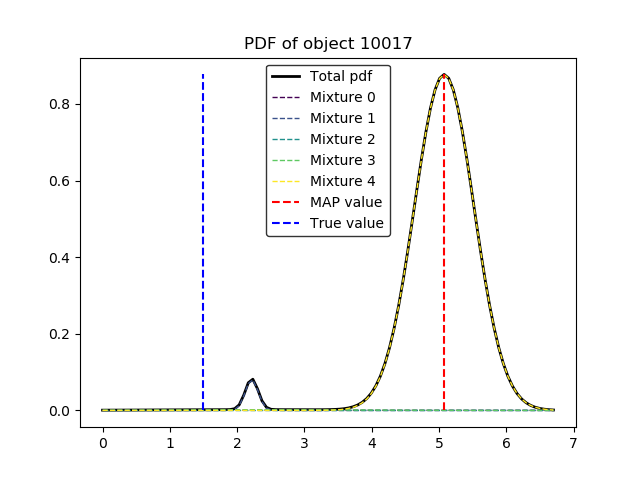 PDF of object 10017
Total pdf
Mixture 0
Mixture 1
Mixture 2
Mixture 3
Mixture 4
MAP value
True value
0.8
0.6
0.4
0.2
0.0
0 1 2 3 4 5 6 7